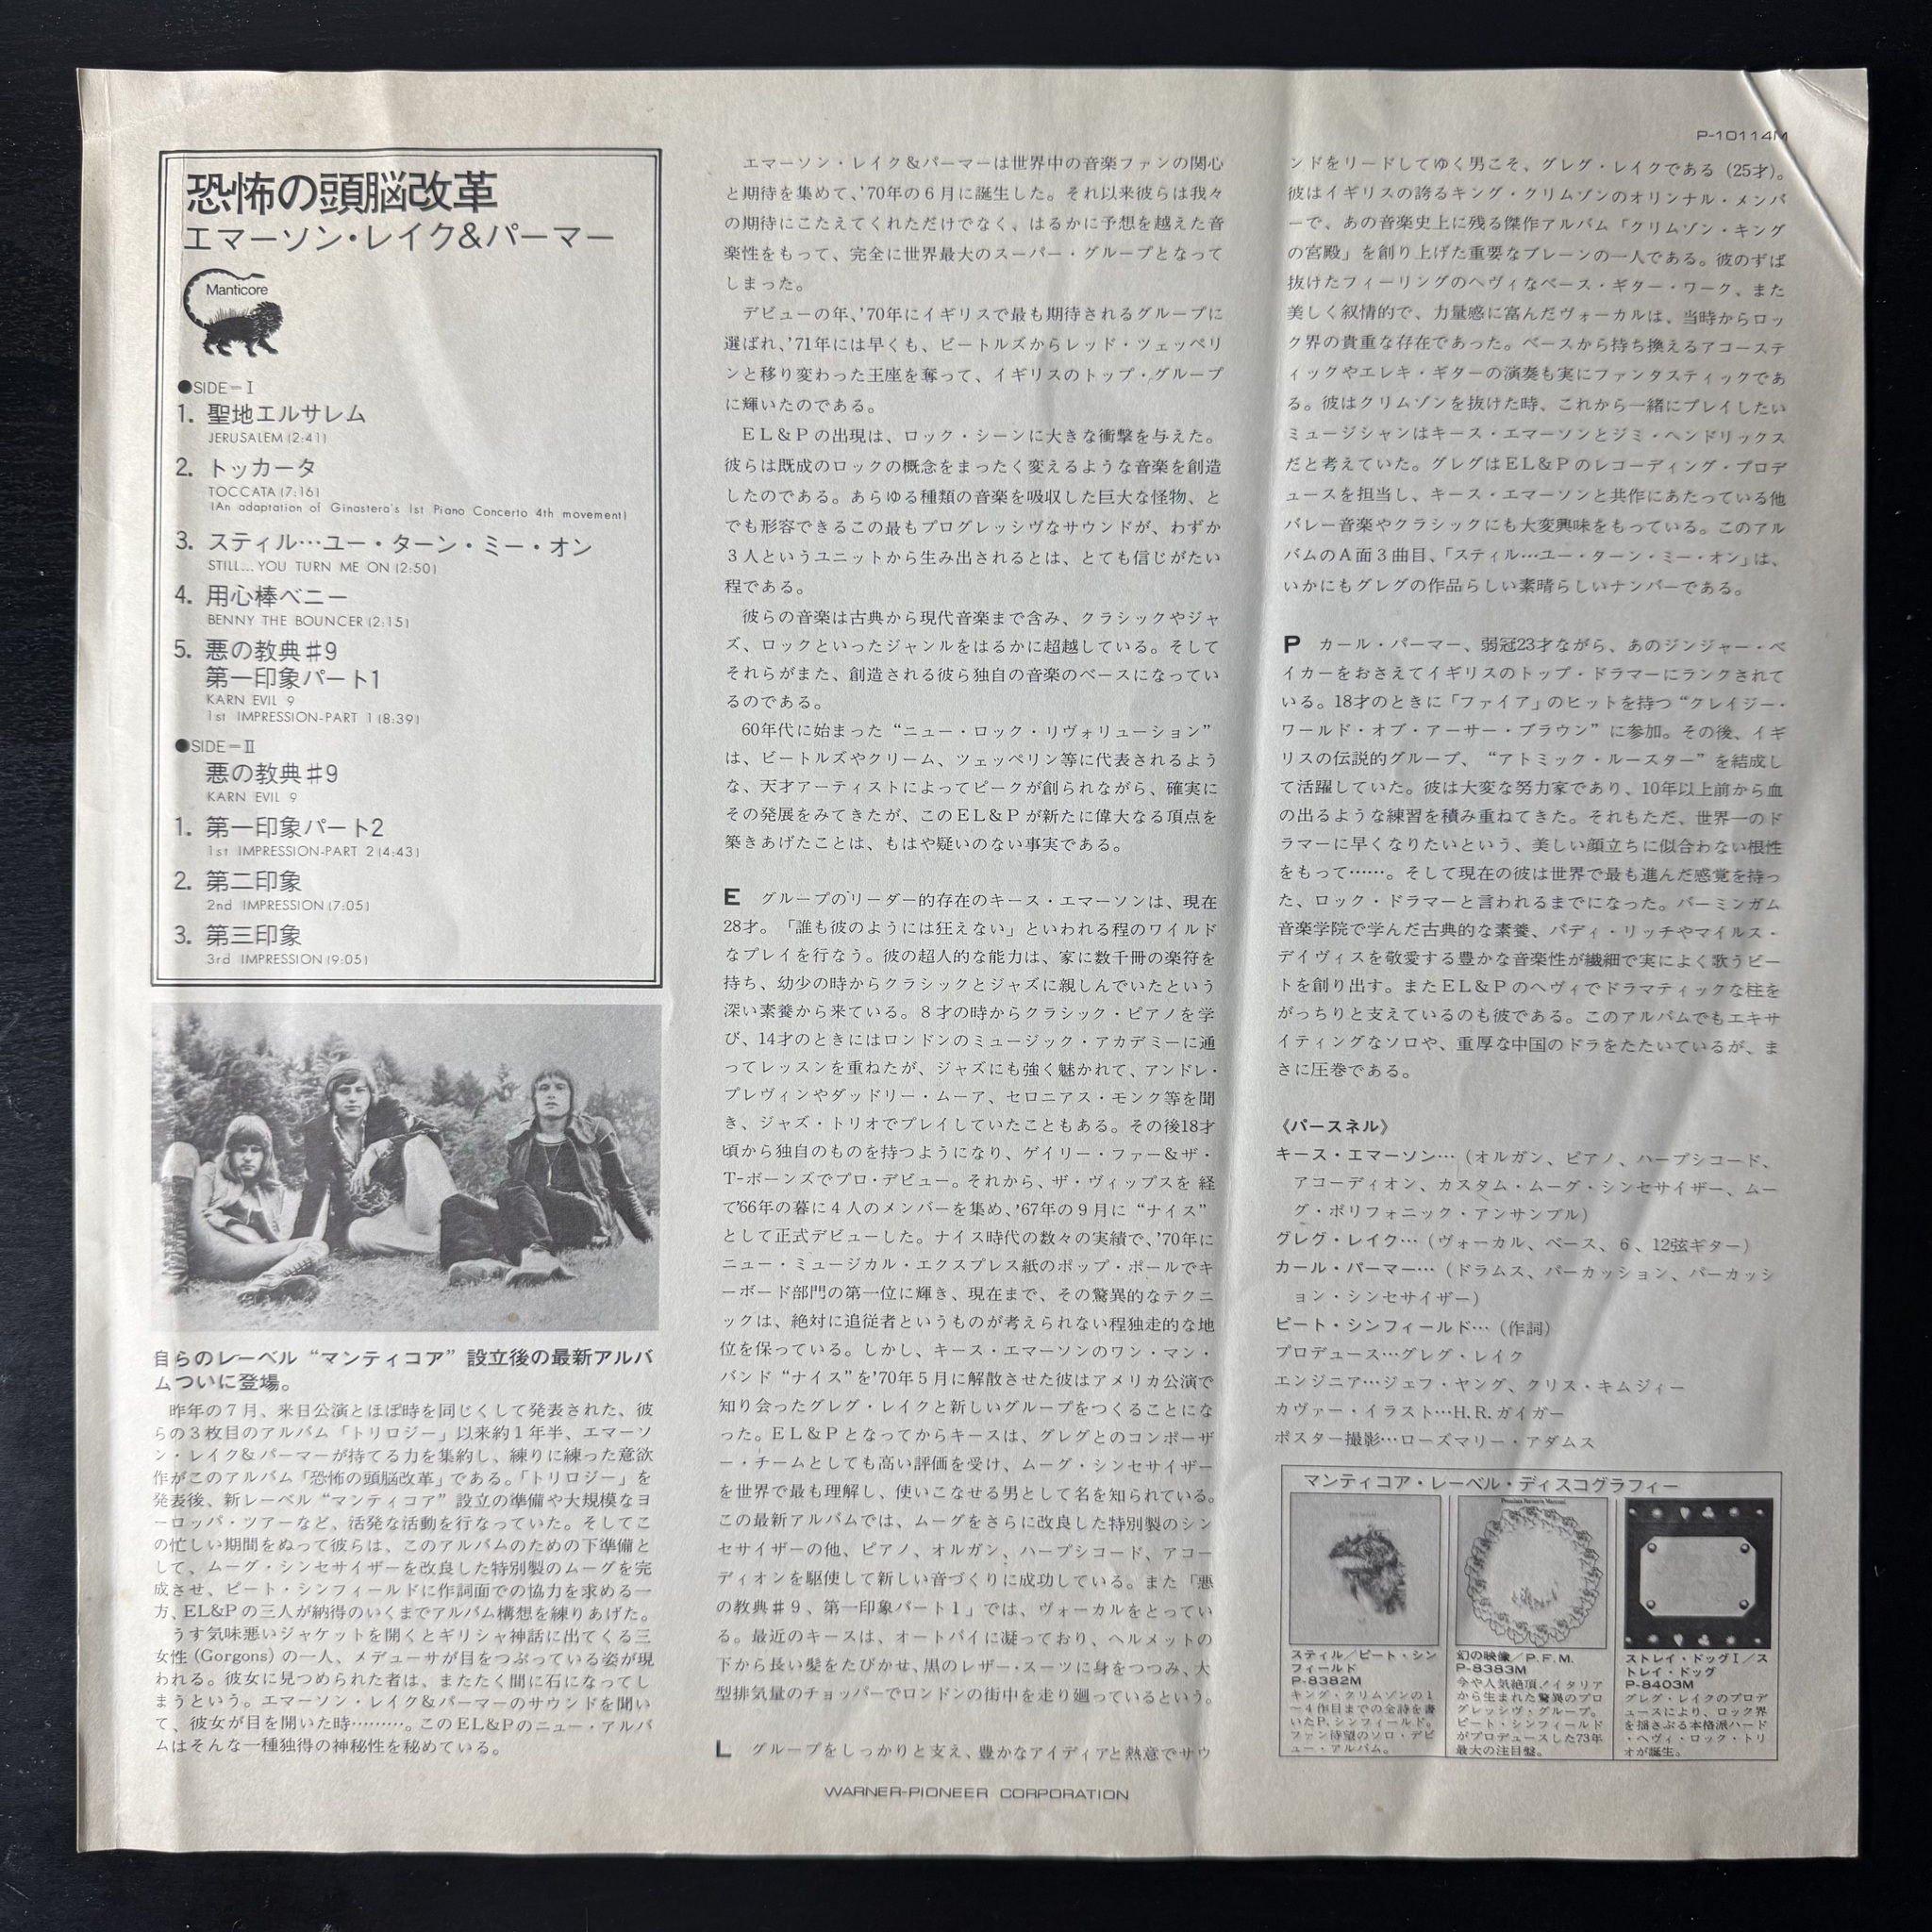 P-10114M
恐怖の頭脳改革
エマーソン・レイク&パーマー
Manticore
●SIDE-I
1. 聖地エルサレム
JERUSALEM (2:41)
2. トッカータ
TOCCATA (7:16)
(An adaptation of Ginastera's 1st Piano Concerto 4th movement)
3. スティル…ユー・ターン・ミー・オン
STILL... YOU TURN ME ON (2:50)
4. 用心棒ベニー
BENNY THE BOUNCER (2:15)
5. 悪の教典♯9
第一印象パート1
KARN EVIL 9
1st IMPRESSION-PART 1 (8:39)
●SIDE-II
悪の教典♯9
KARN EVIL 9
1. 第一印象パート2
1st IMPRESSION-PART 2 (4:43)
2. 第二印象
2nd IMPRESSION (7:05)
3. 第三印象
3rd IMPRESSION (9:05)
自らのレーベル“マンティコア”設立後の最新アルバ
ムついに登場。
昨年の7月、来日公演とほぼ時を同じくして発表された、彼
らの3枚目のアルバム「トリロジー」以来約1年半、エマーソ
ン・レイク&パーマーが持てる力を集約し、練りに練った意欲
作がこのアルバム「恐怖の頭脳改革」である。「トリロジー」を
発表後、新レーベル“マンティコア”設立の準備や大規模なヨ
ーロッパ・ツアーなど、活発な活動を行なっていた。そしてこ
の忙しい期間をぬって彼らは、このアルバムのための下準備と
して、ムーグ・シンセサイザーを改良した特別製のムーグを完
成させ、ピート・シンフィールドに作詞面での協力を求める一
方、EL&Pの三人が納得のいくまでアルバム構想を練りあげた。
うす気味悪いジャケットを開くとギリシャ神話に出てくる三
女性(Gorgons)の一人、メデューサが目をつぶっている姿が現
われる。彼女に見つめられた者は、またたく間に石になってし
まうという。エマーソン・レイク&パーマーのサウンドを聞い
て、彼女が目を開いた時………。このEL&Pのニュー・アルバ
ムはそんな一種独得の神秘性を秘めている。
エマーソン・レイク&パーマーは世界中の音楽ファンの関心
と期待を集めて、'70年の6月に誕生した。それ以来彼らは我々
の期待にこたえてくれただけでなく、はるかに予想を越えた音
楽性をもって、完全に世界最大のスーパー・グループとなって
しまった。
デビューの年、'70年にイギリスで最も期待されるグループに
選ばれ、'71年には早くも、ビートルズからレッド・ツェッペリ
ンと移り変わった王座を奪って、イギリスのトップ・グループ
に輝いたのである。
EL&Pの出現は、ロック・シーンに大きな衝撃を与えた。
彼らは既成のロックの概念をまったく変えるような音楽を創造
したのである。あらゆる種類の音楽を吸収した巨大な怪物、と
でも形容できるこの最もプログレッシヴなサウンドが、わずか
3人というユニットから生み出されるとは、とても信じがたい
程である。
彼らの音楽は古典から現代音楽まで含み、クラシックやジャ
ズ、ロックといったジャンルをはるかに超越している。そして
それらがまた、創造される彼ら独自の音楽のベースになってい
るのである。
60年代に始まった“ニュー・ロック・リヴォリューション”
は、ビートルズやクリーム、ツェッペリン等に代表されるよう
な、天才アーティストによってピークが創られながら、確実に
その発展をみてきたが、このEL&Pが新たに偉大なる頂点を
築きあげたことは、もはや疑いのない事実である。
E グループのリーダー的存在のキース・エマーソンは、現在
28才。「誰も彼のようには狂えない」といわれる程のワイルド
なプレイを行なう。彼の超人的な能力は、家に数千冊の楽符を
持ち、幼少の時からクラシックとジャズに親しんでいたという
深い素養から来ている。8才の時からクラシック・ピアノを学
び、14才のときにはロンドンのミュージック・アカデミーに通
ってレッスンを重ねたが、ジャズにも強く魅かれて、アンドレ・
プレヴィンやダッドリー・ムーア、セロニアス・モンク等を聞
き、ジャズ・トリオでプレイしていたこともある。その後18才
頃から独自のものを持つようになり、ゲイリー・ファー&ザ・
T-ボーンズでプロ・デビュー。それから、ザ・ヴィップスを経
て'66年の暮に4人のメンバーを集め、'67年の9月に“ナイス”
として正式デビューした。ナイス時代の数々の実績で、'70年に
ニュー・ミュージカル・エクスプレス紙のポップ・ポールでキ
ーボード部門の第一位に輝き、現在まで、その驚異的なテクニ
ックは、絶対に追従者というものが考えられない程独走的な地
位を保っている。しかし、キース・エマーソンのワン・マン・
バンド“ナイス”を'70年5月に解散させた彼はアメリカ公演で
知り会ったグレグ・レイクと新しいグループをつくることにな
った。EL&Pとなってからキースは、グレグとのコンポーザ
ー・チームとしても高い評価を受け、ムーグ・シンセサイザー
を世界で最も理解し、使いこなせる男として名を知られている。
この最新アルバムでは、ムーグをさらに改良した特別製のシン
セサイザーの他、ピアノ、オルガン、ハープシコード、アコー
ディオンを駆使して新しい音づくりに成功している。また「悪
の教典♯9、第一印象パート1」では、ヴォーカルをとってい
る。最近のキースは、オートバイに凝っており、ヘルメットの
下から長い髪をたびかせ、黒のレザー・スーツに身をつつみ、大
型排気量のチョッパーでロンドンの街中を走り廻っているという。
L グループをしっかりと支え、豊かなアイディアと熱意でサウ
ンドをリードしてゆく男こそ、グレグ・レイクである(25才)。
彼はイギリスの誇るキング・クリムゾンのオリンナル・メンバ
ーで、あの音楽史上に残る傑作アルバム「クリムゾン・キング
の宮殿」を創り上げた重要なブレーンの一人である。彼のずば
抜けたフィーリングのヘヴィなベース・ギター・ワーク、また
美しく叙情的で、力量感に富んだヴォーカルは、当時からロッ
ク界の貴重な存在であった。ベースから持ち換えるアコーステ
ィックやエレキ・ギターの演奏も実にファンタスティックであ
る。彼はクリムゾンを抜けた時、これから一緒にプレイしたい
ミュージシャンはキース・エマーソンとジミ・ヘンドリックス
だと考えていた。グレグはEL&Pのレコーディング・プロデ
ュースを担当し、キース・エマーソンと共作にあたっている他
バレー音楽やクラシックにも大変興味をもっている。このアル
バムのA面3曲目、「スティル…ユー・ターン・ミー・オン」は、
いかにもグレグの作品らしい素晴らしいナンバーである。
P カール・パーマー、弱冠23才ながら、あのジンジャー・ベ
イカーをおさえてイギリスのトップ・ドラマーにランクされて
いる。18才のときに「ファイア」のヒットを持つ“クレイジー・
ワールド・オブ・アーサー・ブラウン”に参加。その後、イギ
リスの伝説的グループ、“アトミック・ルースター”を結成し
て活躍していた。彼は大変な努力家であり、10年以上前から血
の出るような練習を積み重ねてきた。それもただ、世界一のド
ラマーに早くなりたいという、美しい顔立ちに似合わない根性
をもって……。そして現在の彼は世界で最も進んだ感覚を持っ
た、ロック・ドラマーと言われるまでになった。バーミンガム
音楽学院で学んだ古典的な素養、バディ・リッチやマイルス・
デイヴィスを敬愛する豊かな音楽性が繊細で実によく歌うビー
トを創り出す。またEL&Pのヘヴィでドラマティックな柱を
がっちりと支えているのも彼である。このアルバムでもエキサ
イティングなソロや、重厚な中国のドラをたたいているが、ま
さに圧巻である。
《パースネル》
キース・エマーソン…(オルガン、ピアノ、ハープシコード、
アコーディオン、カスタム・ムーグ・シンセサイザー、ムー
グ・ポリフォニック・アンサンブル)
グレグ・レイク…(ヴォーカル、ベース、6、12弦ギター)
カール・パーマー…(ドラムス、パーカッション、パーカッシ
ョン・シンセサイザー)
ピート・シンフィールド…(作詞)
プロデュース…グレグ・レイク
エンジニア…ジェフ・ヤング、クリス・キムジィー
カヴァー・イラスト…H.R.ガイガー
ポスター撮影…ローズマリー・アダムス
マンティコア・レーベル・ディスコグラフィー
スティル/ピート・シン
フィールド
P-8382M
キング・クリムゾンの1
ー4作目までの全詩を書
いたP.シンフィールド。
ファン待望のソロ・デビ
ュー・アルバム。
幻の映像/P.F.M.
P-8383M
今や人気絶頂!イタリア
から生まれた驚異のプロ
グレッシヴ・グループ。
ピート・シンフィールド
がプロデュースした73年
最大の注目盤。
ストレイ・ドッグI/ス
トレイ・ドッグ
P-8403M
グレグ・レイクのプロデ
ュースにより、ロック界
を揺さぶる本格派ハード
・ヘヴィ・ロック・トリ
オが誕生。
WARNER-PIONEER CORPORATION